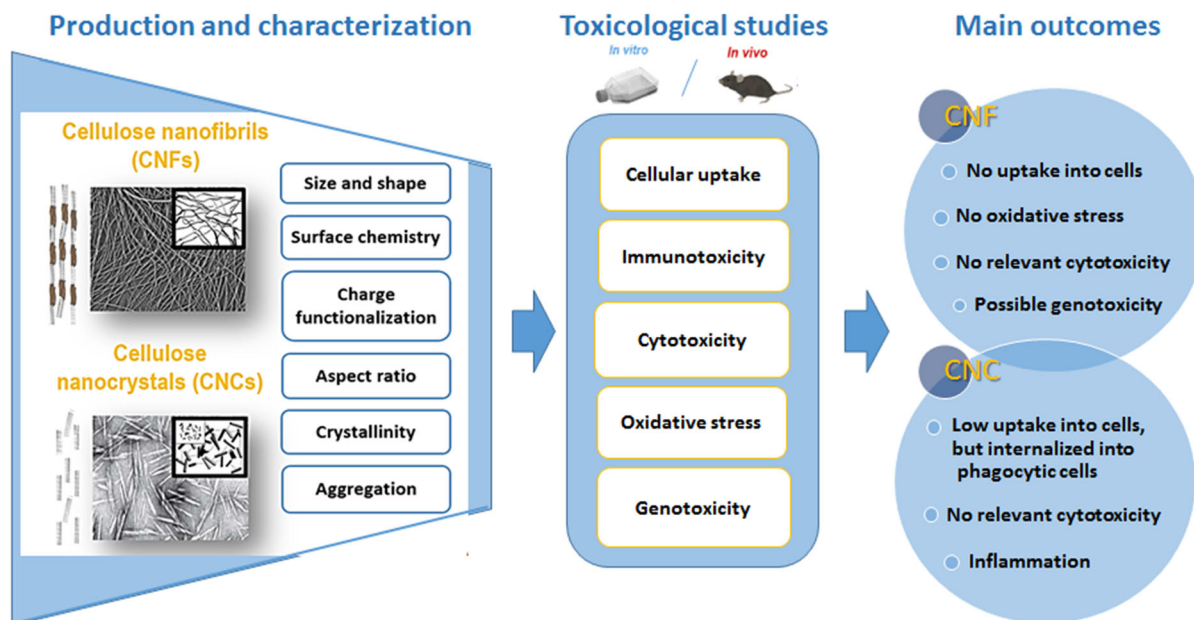 Production and characterization
Toxicological studies
Main outcomes
In vitro
In vivo
Cellulose nanofibrils
(CNFs)
Cellulose
nanocrystals (CNCs)
Size and shape
Surface chemistry
Charge
functionalization
Aspect ratio
Crystallinity
Aggregation
Cellular uptake
Immunotoxicity
Cytotoxicity
Oxidative stress
Genotoxicity
CNF
No uptake into cells
No oxidative stress
No relevant cytotoxicity
Possible genotoxicity
CNC
Low uptake into cells,
but internalized into
phagocytic cells
No relevant cytotoxicity
Inflammation